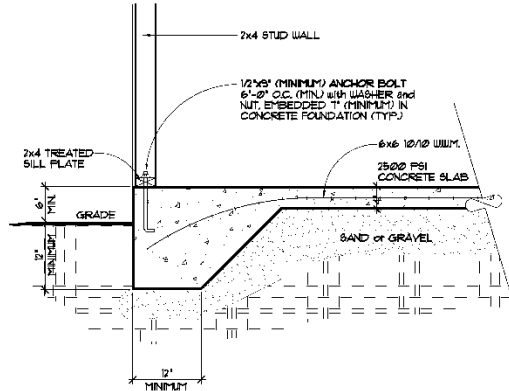 2x4 STUD WALL
1/2"x9" (MINIMUM) ANCHOR BOLT
6'-0" O.C. (MIN.) with WASHER and
NUT, EMBEDDED 7" (MINIMUM) IN
CONCRETE FOUNDATION (TYP.)
2x4 TREATED
SILL PLATE
6x6 10/10 W.W.M.
2500 PSI
CONCRETE SLAB
6"
MIN.
GRADE
SAND or GRAVEL
12"
MINIMUM
12"
MINIMUM